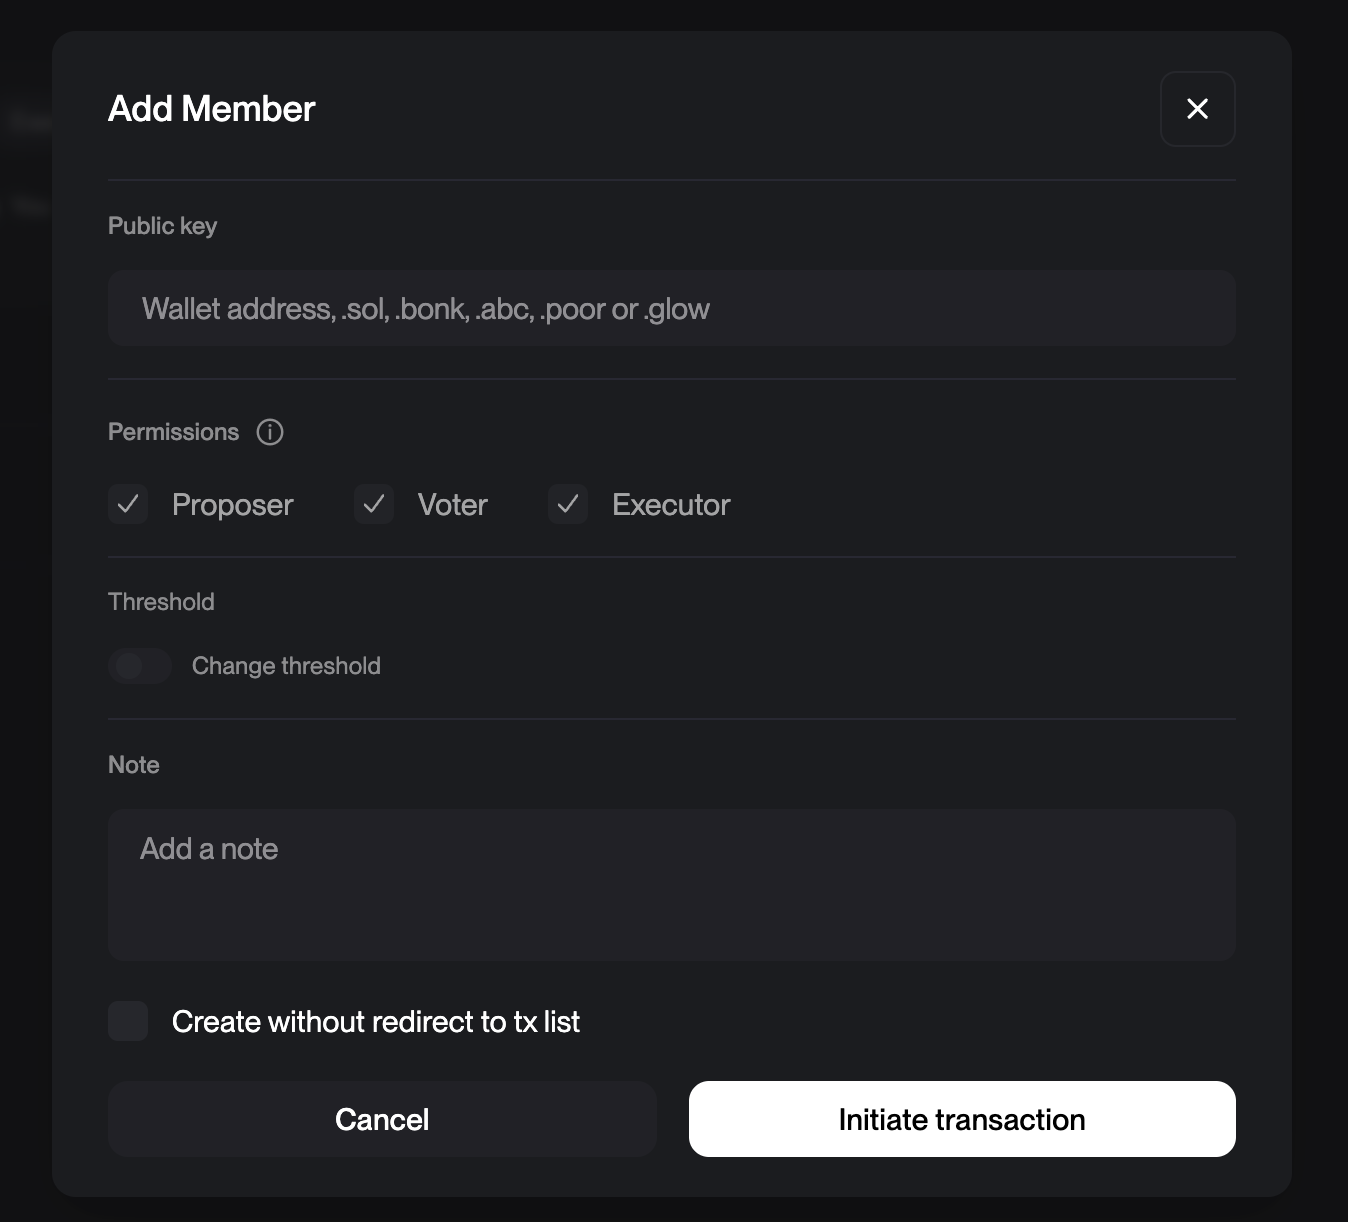 Add Member
Public key
Wallet address, .sol, .bonk, .abc, .poor or .glow
Permissions
Proposer Voter Executor
Threshold
Change threshold
Note
Add a note
Create without redirect to tx list
Cancel Initiate transaction